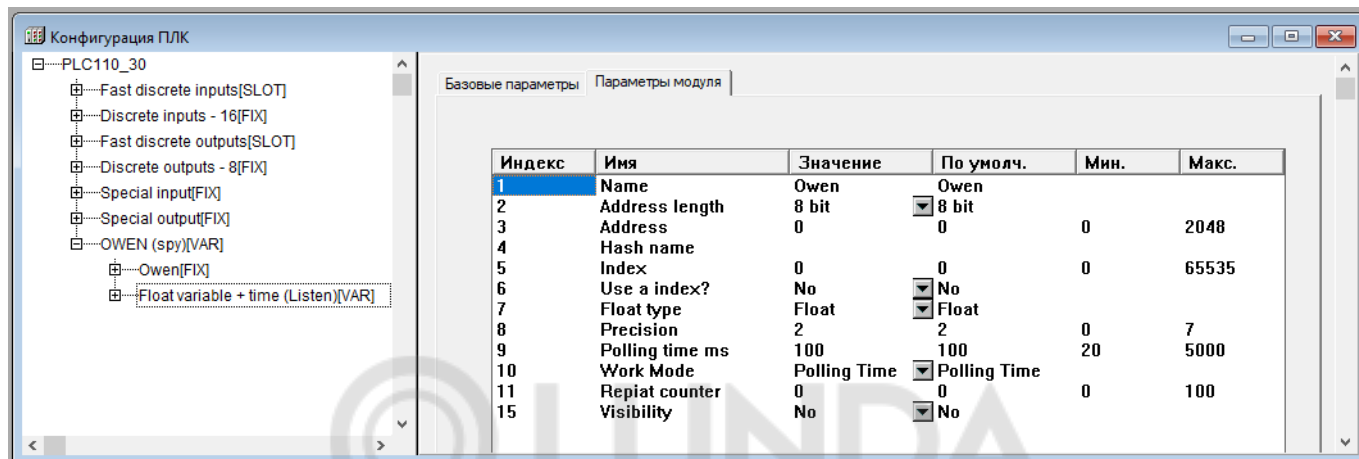 Конфигурация ПЛК
PLC110_30
Fast discrete inputs[SLOT]
Discrete inputs - 16[FIX]
Fast discrete outputs[SLOT]
Discrete outputs - 8[FIX]
Special input[FIX]
Special output[FIX]
OWEN (spy)[VAR]
Owen[FIX]
Float variable + time (Listen)[VAR]
Базовые параметры Параметры модуля
Индекс Имя Значение По умолч. Мин. Макс.
1 Name Owen Owen
2 Address length 8 bit 8 bit
3 Address 0 0 0 2048
4 Hash name
5 Index 0 0 0 65535
6 Use a index? No No
7 Float type Float Float
8 Precision 2 2 0 7
9 Polling time ms 100 100 20 5000
10 Work Mode Polling Time Polling Time
11 Repiat counter 0 0 0 100
15 Visibility No No
LUNDA